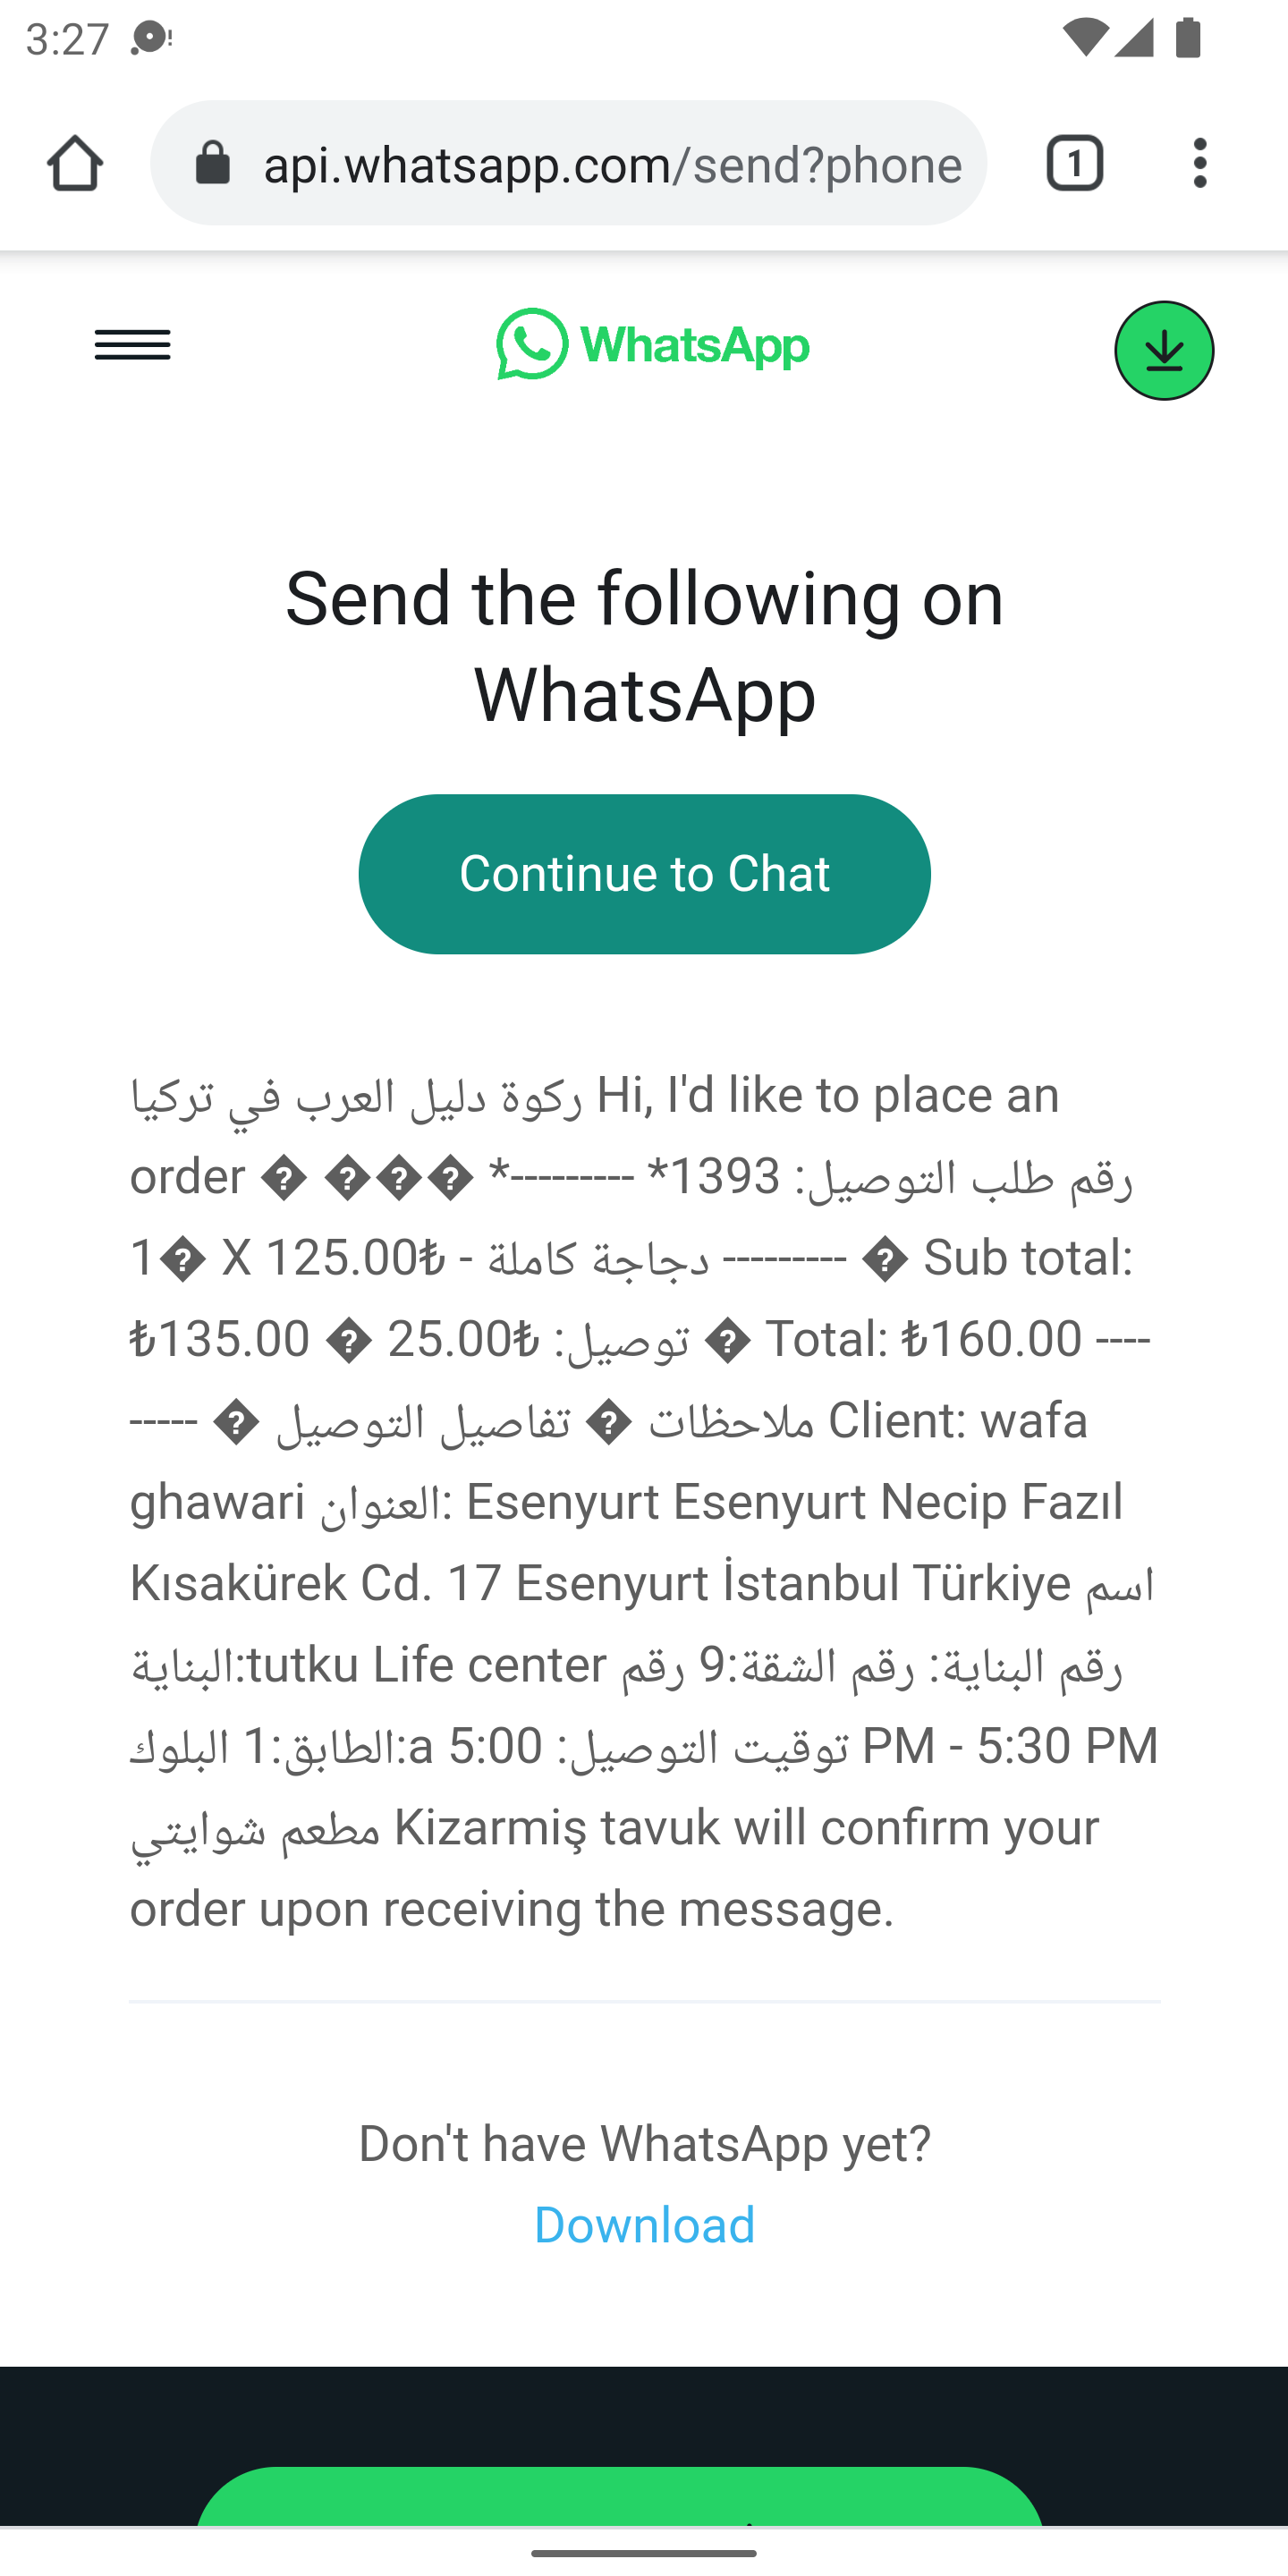 3:27
api.whatsapp.com/send?phone
1
WhatsApp
Send the following on
WhatsApp
Continue to Chat
ركوة دليل العرب في تركيا Hi, I'd like to place an
order � ��� *--------- *1393 :رقم طلب التوصيل
1� X 125.00₺ - دجاجة كاملة --------- � Sub total:
₺135.00 � 25.00₺ :توصيل � Total: ₺160.00 ----
----- � تفاصيل التوصيل � ملاحظات Client: wafa
ghawari العنوان: Esenyurt Esenyurt Necip Fazıl
Kısakürek Cd. 17 Esenyurt İstanbul Türkiye اسم
البناية:tutku Life center رقم البناية: رقم الشقة:9 رقم
الطابق:1 البلوك:a توقيت التوصيل: 5:00 PM - 5:30 PM
مطعم شوايتي Kizarmiş tavuk will confirm your
order upon receiving the message.
Don't have WhatsApp yet?
Download